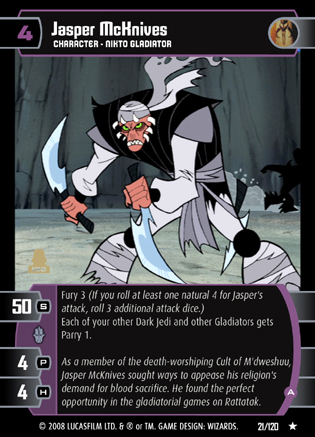 4
Jasper McKnives
CHARACTER - NIKTO GLADIATOR
50 S
Fury 3 (If you roll at least one natural 4 for Jasper's
attack, roll 3 additional attack dice.)
Each of your other Dark Jedi and other Gladiators gets
Parry 1.
4 P
4 H
As a member of the death-worshiping Cult of M'dweshuu,
Jasper McKnives sought ways to appease his religion's
demand for blood sacrifice. He found the perfect
opportunity in the gladiatorial games on Rattatak.
A
© 2008 LUCASFILM LTD. & ® or TM. GAME DESIGN: WIZARDS.
21/120